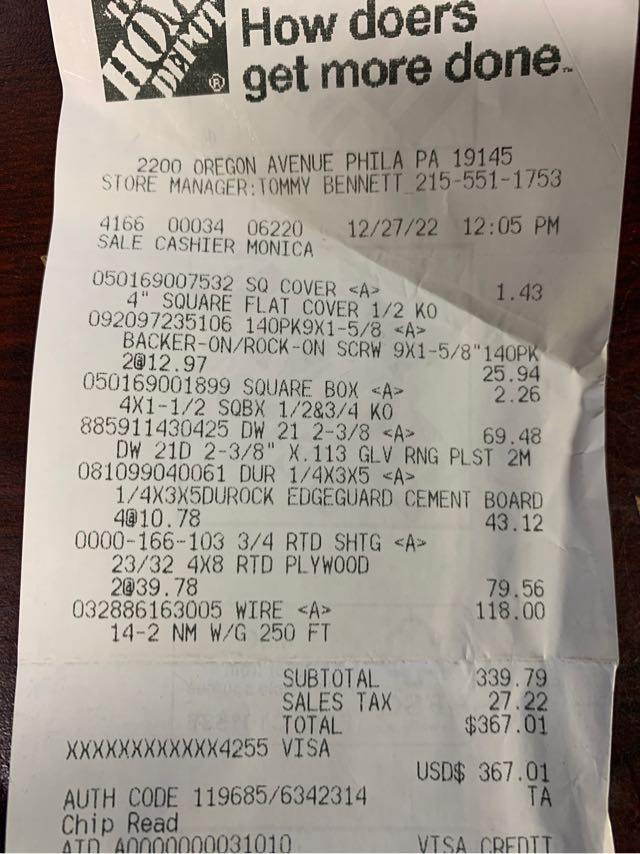 THE
HOME
DEPOT®
How doers
get more done™
2200 OREGON AVENUE PHILA PA 19145
STORE MANAGER:TOMMY BENNETT 215-551-1753
4166 00034 06220 12/27/22 12:05 PM
SALE CASHIER MONICA
050169007532 SQ COVER <A> 1.43
4" SQUARE FLAT COVER 1/2 KO
092097235106 140PK9X1-5/8 <A>
BACKER-ON/ROCK-ON SCRW 9X1-5/8"140PK
2@12.97 25.94
050169001899 SQUARE BOX <A> 2.26
4X1-1/2 SQBX 1/2&3/4 KO
885911430425 DW 21 2-3/8 <A> 69.48
DW 21D 2-3/8" X.113 GLV RNG PLST 2M
081099040061 DUR 1/4X3X5 <A>
1/4X3X5DUROCK EDGEGUARD CEMENT BOARD
4@10.78 43.12
0000-166-103 3/4 RTD SHTG <A>
23/32 4X8 RTD PLYWOOD
2@39.78 79.56
032886163005 WIRE <A> 118.00
14-2 NM W/G 250 FT
SUBTOTAL 339.79
SALES TAX 27.22
TOTAL $367.01
XXXXXXXXXXXX4255 VISA
USD$ 367.01
AUTH CODE 119685/6342314 TA
Chip Read
AID A0000000031010 VISA CREDIT